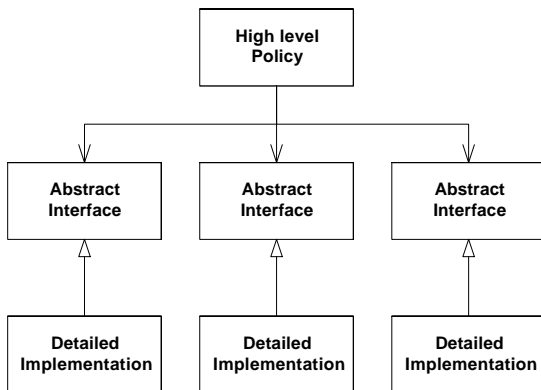 High level
Policy
Abstract
Interface
Abstract
Interface
Abstract
Interface
Detailed
Implementation
Detailed
Implementation
Detailed
Implementation